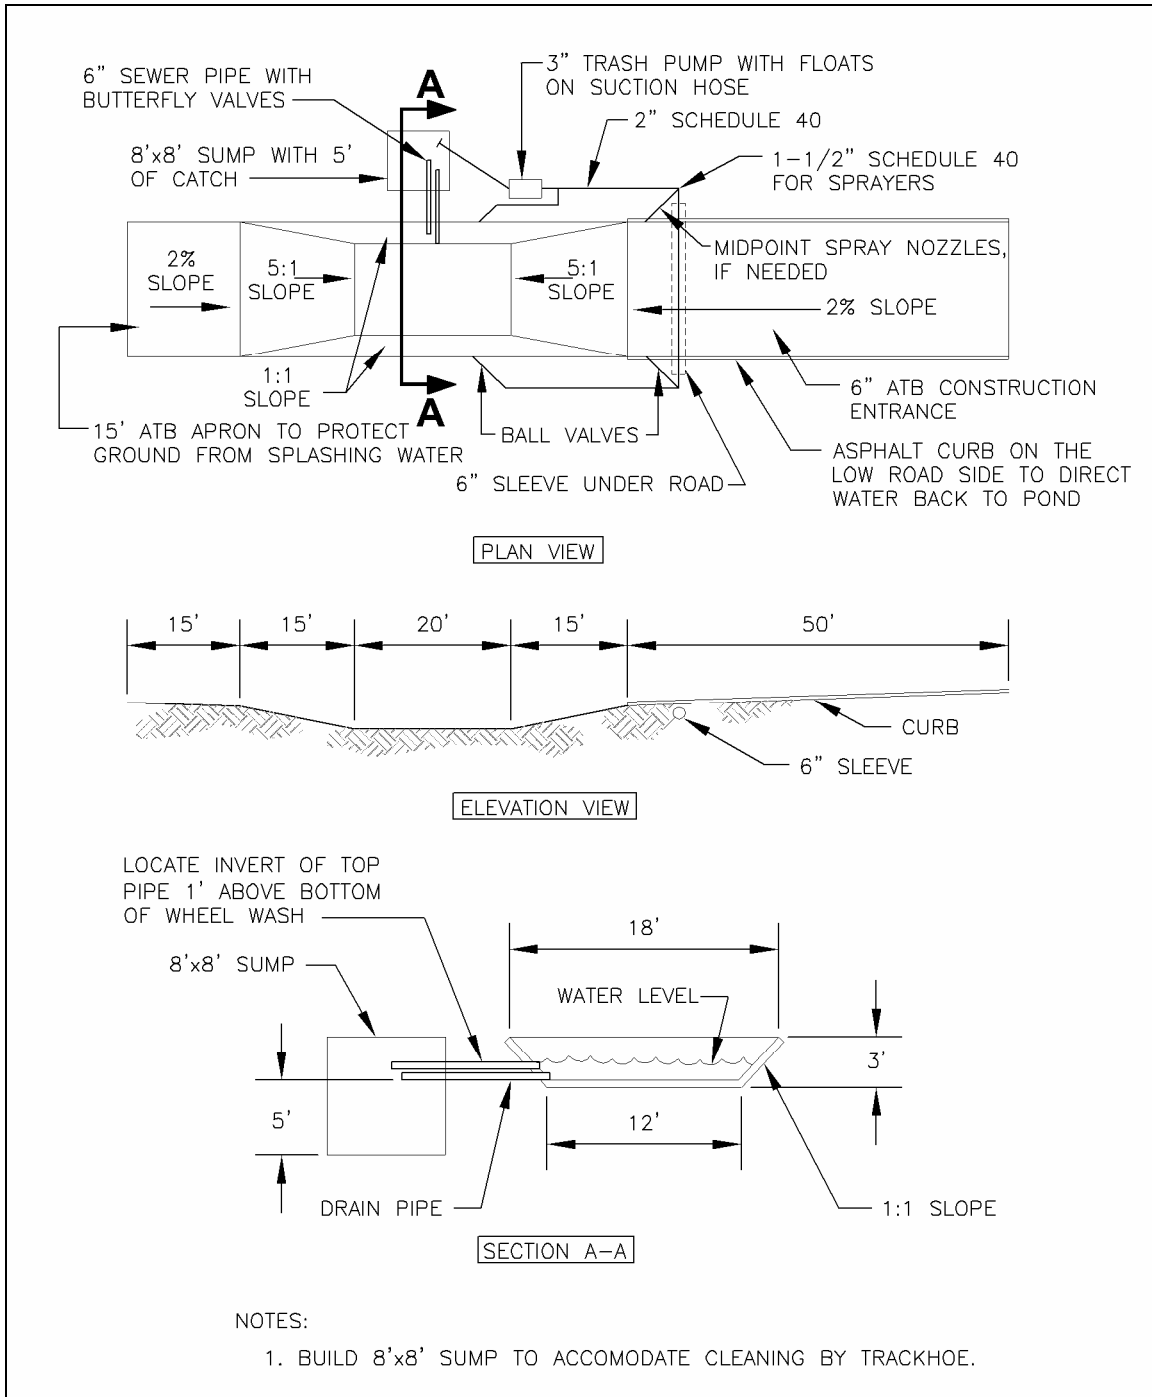 6" SEWER PIPE WITH
BUTTERFLY VALVES
A
3" TRASH PUMP WITH FLOATS
ON SUCTION HOSE
2" SCHEDULE 40
8'x8' SUMP WITH 5'
OF CATCH
1-1/2" SCHEDULE 40
FOR SPRAYERS
MIDPOINT SPRAY NOZZLES,
IF NEEDED
2%
SLOPE
5:1
SLOPE
5:1
SLOPE
2% SLOPE
1:1
SLOPE
A
6" ATB CONSTRUCTION
ENTRANCE
15' ATB APRON TO PROTECT
GROUND FROM SPLASHING WATER
BALL VALVES
6" SLEEVE UNDER ROAD
ASPHALT CURB ON THE
LOW ROAD SIDE TO DIRECT
WATER BACK TO POND
PLAN VIEW
15'
15'
20'
15'
50'
CURB
6" SLEEVE
ELEVATION VIEW
LOCATE INVERT OF TOP
PIPE 1' ABOVE BOTTOM
OF WHEEL WASH
8'x8' SUMP
18'
WATER LEVEL
3'
5'
12'
DRAIN PIPE
1:1 SLOPE
SECTION A-A
NOTES:
1. BUILD 8'x8' SUMP TO ACCOMODATE CLEANING BY TRACKHOE.